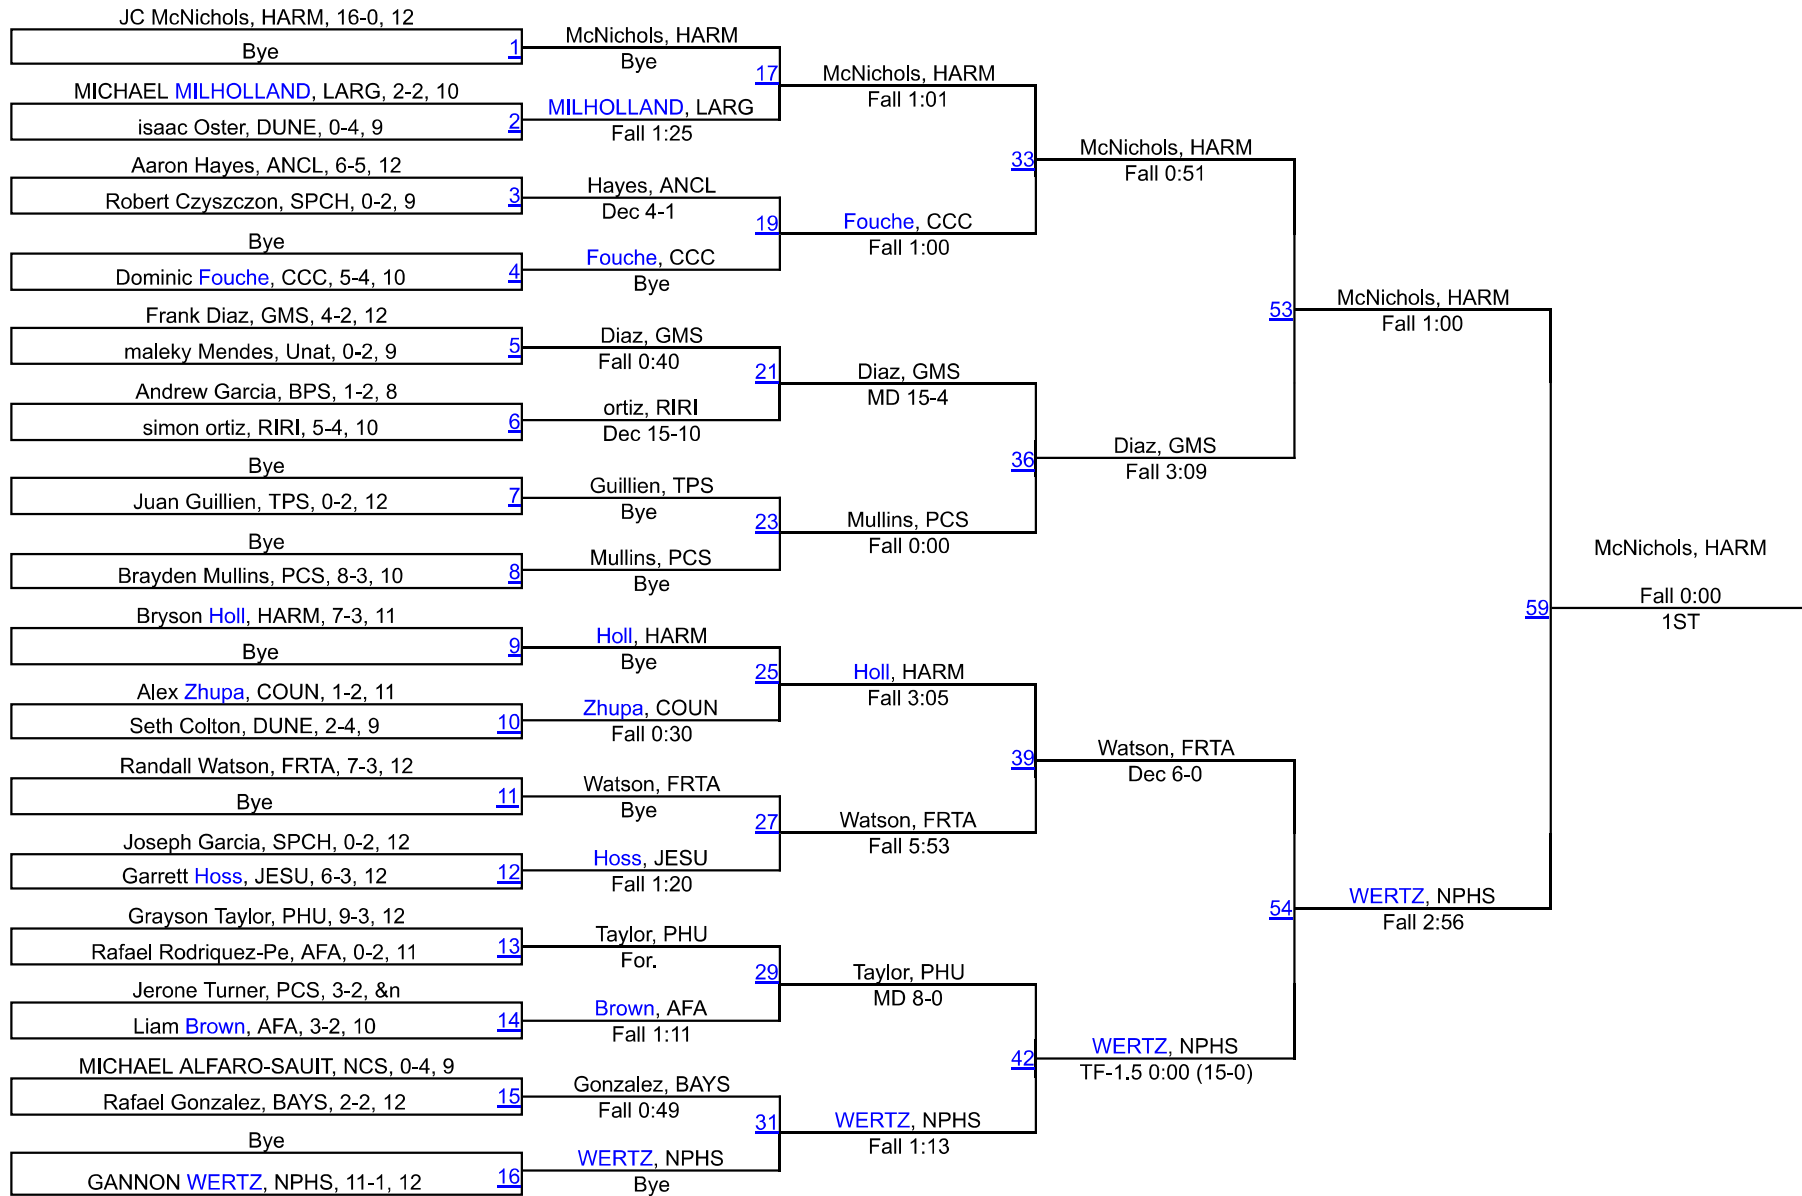 JC McNichols, HARM, 16-0, 12
Bye
1
MICHAEL MILHOLLAND, LARG, 2-2, 10
isaac Oster, DUNE, 0-4, 9
2
Aaron Hayes, ANCL, 6-5, 12
Robert Czyszczon, SPCH, 0-2, 9
3
Bye
Dominic Fouche, CCC, 5-4, 10
4
Frank Diaz, GMS, 4-2, 12
maleky Mendes, Unat, 0-2, 9
5
Andrew Garcia, BPS, 1-2, 8
simon ortiz, RIRI, 5-4, 10
6
Bye
Juan Guillien, TPS, 0-2, 12
7
Bye
Brayden Mullins, PCS, 8-3, 10
8
Bryson Holl, HARM, 7-3, 11
Bye
9
Alex Zhupa, COUN, 1-2, 11
Seth Colton, DUNE, 2-4, 9
10
Randall Watson, FRTA, 7-3, 12
Bye
11
Joseph Garcia, SPCH, 0-2, 12
Garrett Hoss, JESU, 6-3, 12
12
Grayson Taylor, PHU, 9-3, 12
Rafael Rodriquez-Pe, AFA, 0-2, 11
13
Jerone Turner, PCS, 3-2, &n
Liam Brown, AFA, 3-2, 10
14
MICHAEL ALFARO-SAUIT, NCS, 0-4, 9
Rafael Gonzalez, BAYS, 2-2, 12
15
Bye
GANNON WERTZ, NPHS, 11-1, 12
16
McNichols, HARM
Bye
17
MILHOLLAND, LARG
Fall 1:25
Hayes, ANCL
Dec 4-1
19
Fouche, CCC
Bye
Diaz, GMS
Fall 0:40
21
ortiz, RIRI
Dec 15-10
Guillien, TPS
Bye
23
Mullins, PCS
Bye
Holl, HARM
Bye
25
Zhupa, COUN
Fall 0:30
Watson, FRTA
Bye
27
Hoss, JESU
Fall 1:20
Taylor, PHU
For.
29
Brown, AFA
Fall 1:11
Gonzalez, BAYS
Fall 0:49
31
WERTZ, NPHS
Bye
McNichols, HARM
Fall 1:01
33
Fouche, CCC
Fall 1:00
Diaz, GMS
MD 15-4
36
Mullins, PCS
Fall 0:00
Holl, HARM
Fall 3:05
39
Watson, FRTA
Fall 5:53
Taylor, PHU
MD 8-0
42
WERTZ, NPHS
Fall 1:13
McNichols, HARM
Fall 0:51
53
Diaz, GMS
Fall 3:09
Watson, FRTA
Dec 6-0
54
WERTZ, NPHS
TF-1.5 0:00 (15-0)
McNichols, HARM
Fall 1:00
59
WERTZ, NPHS
Fall 2:56
McNichols, HARM
Fall 0:00
1ST